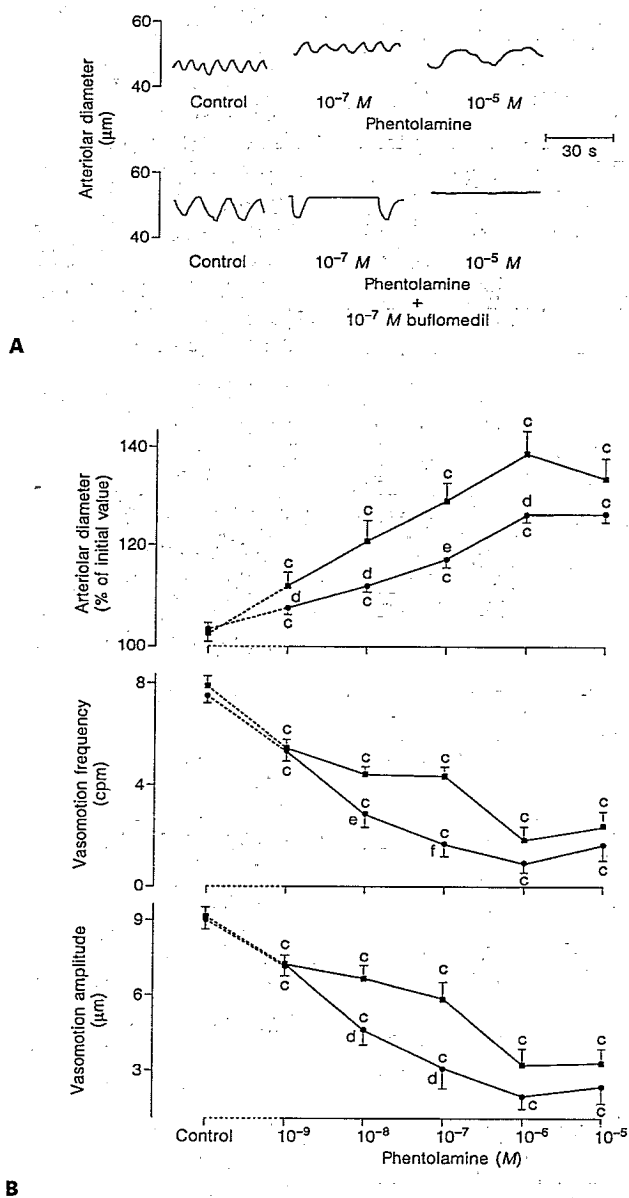 60
40
Arteriolar diameter
(μm)
Control
10⁻⁷ M
10⁻⁵ M
Phentolamine
30 s
60
40
Control
10⁻⁷ M
10⁻⁵ M
Phentolamine
+
10⁻⁷ M buflomedil
A
140
120
100
Arteriolar diameter
(% of initial value)
c
c
c
c
c
d
c
d
c
e
c
d
c
c
8
4
0
Vasomotion frequency
(cpm)
c
c
c
c
c
c
c
e
c
f
c
c
9
6
3
Vasomotion amplitude
(μm)
c
c
c
c
c
c
d
d
c
c
Control
10⁻⁹
10⁻⁸
10⁻⁷
10⁻⁶
10⁻⁵
Phentolamine (M)
B